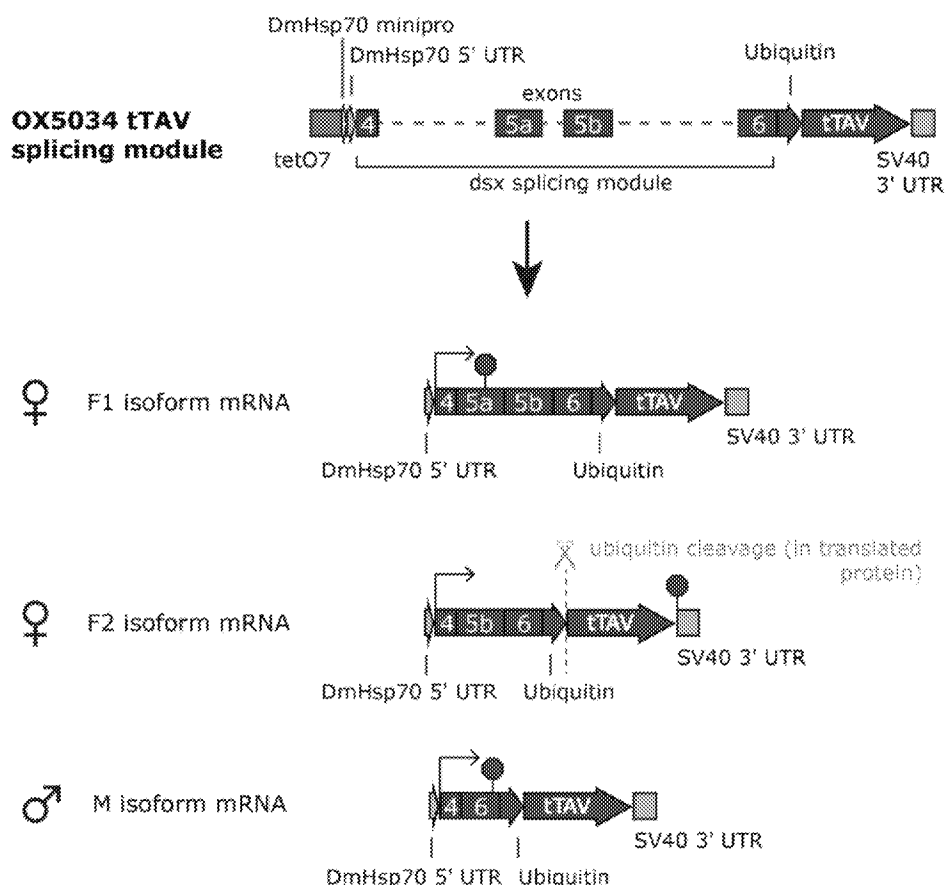 DmHsp70 minipro
DmHsp70 5' UTR
Ubiquitin
exons
OX5034 tTAV
splicing module
4
5a
5b
6
tTAV
tetO7
dsx splicing module
SV40
3' UTR
♀ F1 isoform mRNA
4 5a 5b 6 tTAV
SV40 3' UTR
DmHsp70 5' UTR
Ubiquitin
ubiquitin cleavage (in translated
protein)
♀ F2 isoform mRNA
4 5b 6 tTAV
SV40 3' UTR
DmHsp70 5' UTR
Ubiquitin
♂ M isoform mRNA
4 6 tTAV
SV40 3' UTR
DmHsp70 5' UTR
Ubiquitin